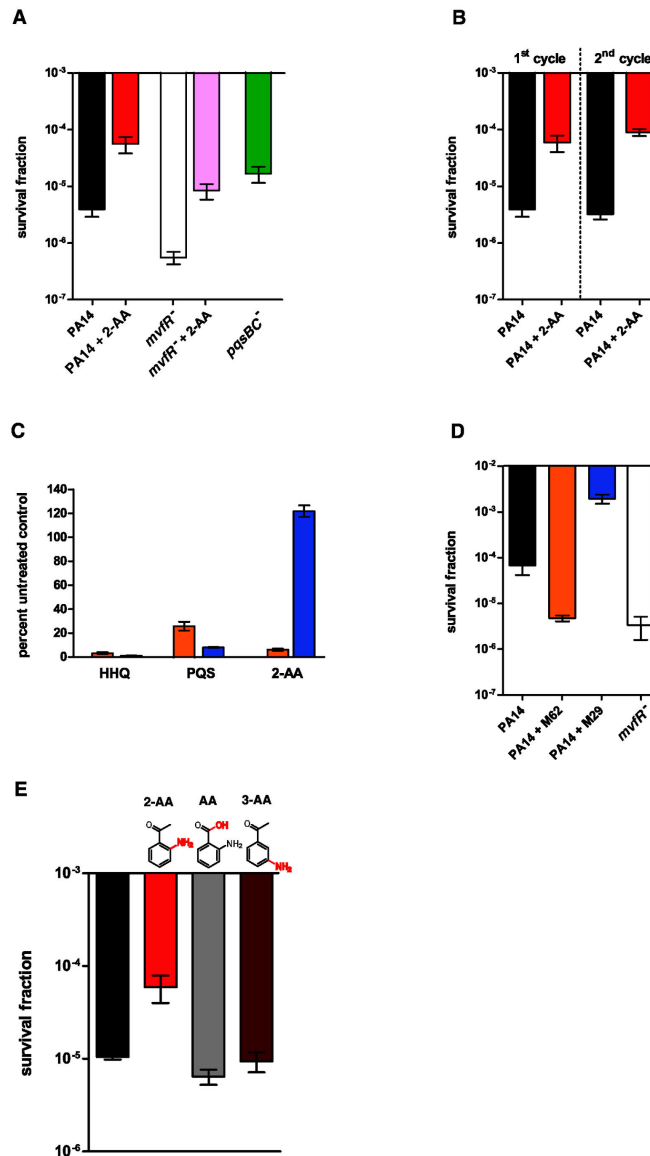 A
survival fraction
10⁻³
10⁻⁴
10⁻⁵
10⁻⁶
10⁻⁷
PA14
PA14 + 2-AA
mvfR⁻
mvfR⁻ + 2-AA
pqsBC⁻
B
1ˢᵗ cycle
2ⁿᵈ cycle
survival fraction
10⁻³
10⁻⁴
10⁻⁵
10⁻⁶
10⁻⁷
PA14
PA14 + 2-AA
PA14
PA14 + 2-AA
C
percent untreated control
140
120
100
80
60
40
20
0
HHQ
PQS
2-AA
D
survival fraction
10⁻²
10⁻³
10⁻⁴
10⁻⁵
10⁻⁶
10⁻⁷
PA14
PA14 + M62
PA14 + M29
mvfR⁻
E
2-AA
AA
3-AA
O
NH₂
O
OH
NH₂
O
NH₂
survival fraction
10⁻³
10⁻⁴
10⁻⁵
10⁻⁶